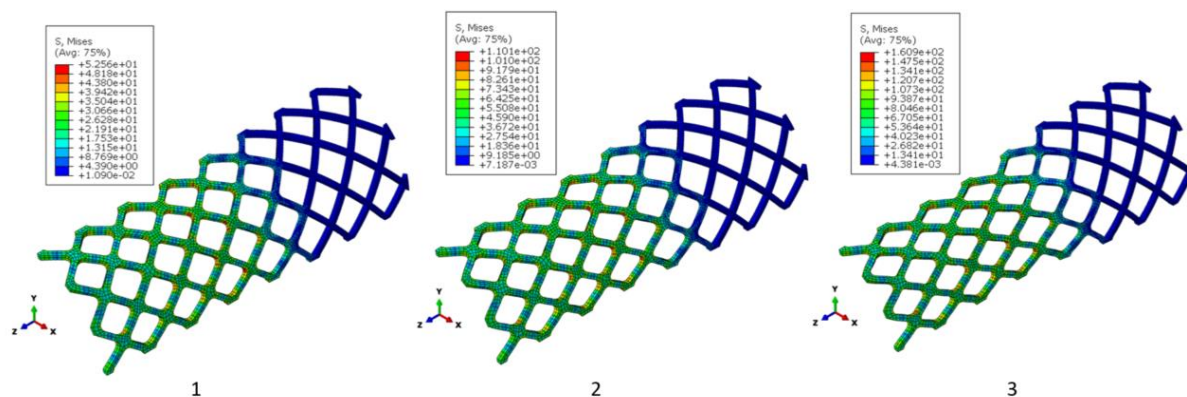 S, Mises
(Avg: 75%)
+5.256e+01
+4.818e+01
+4.380e+01
+3.942e+01
+3.504e+01
+3.066e+01
+2.628e+01
+2.191e+01
+1.753e+01
+1.315e+01
+8.769e+00
+4.390e+00
+1.090e-02
Y
Z
X
1
S, Mises
(Avg: 75%)
+1.101e+02
+1.010e+02
+9.179e+01
+8.261e+01
+7.343e+01
+6.425e+01
+5.508e+01
+4.590e+01
+3.672e+01
+2.754e+01
+1.836e+01
+9.185e+00
+7.187e-03
Y
Z
X
2
S, Mises
(Avg: 75%)
+1.609e+02
+1.475e+02
+1.341e+02
+1.207e+02
+1.073e+02
+9.387e+01
+8.046e+01
+6.705e+01
+5.364e+01
+4.023e+01
+2.682e+01
+1.341e+01
+4.381e-03
Y
Z
X
3